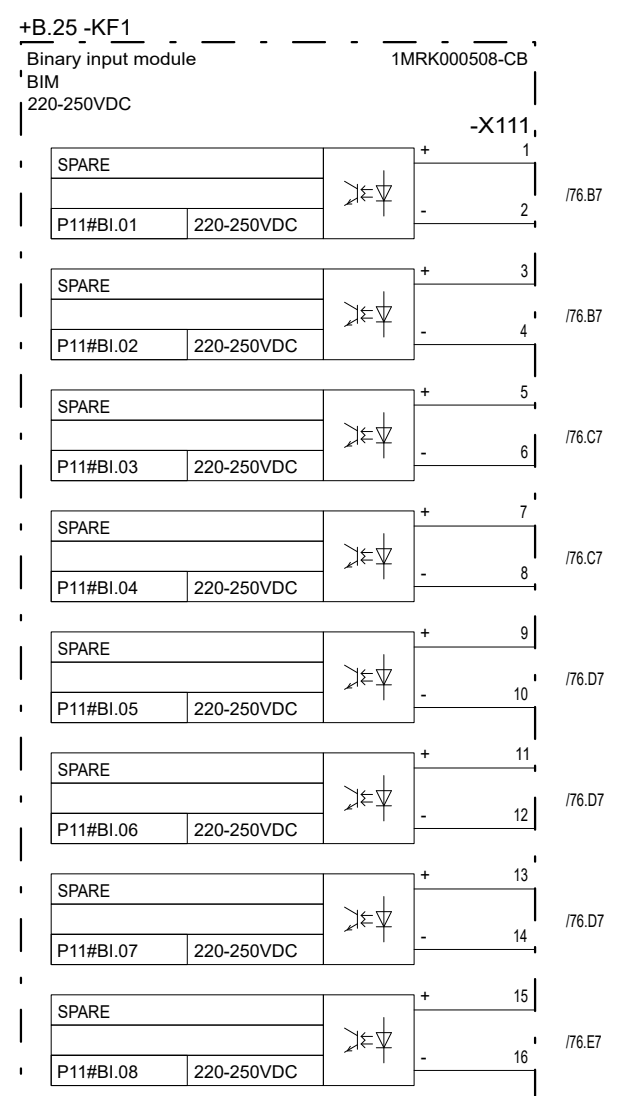 +B.25 -KF1
Binary input module 1MRK000508-CB
BIM
220-250VDC
-X111
SPARE + 1
/76.B7
P11#BI.01 220-250VDC - 2
SPARE + 3
/76.B7
P11#BI.02 220-250VDC - 4
SPARE + 5
/76.C7
P11#BI.03 220-250VDC - 6
SPARE + 7
/76.C7
P11#BI.04 220-250VDC - 8
SPARE + 9
/76.D7
P11#BI.05 220-250VDC - 10
SPARE + 11
/76.D7
P11#BI.06 220-250VDC - 12
SPARE + 13
/76.D7
P11#BI.07 220-250VDC - 14
SPARE + 15
/76.E7
P11#BI.08 220-250VDC - 16